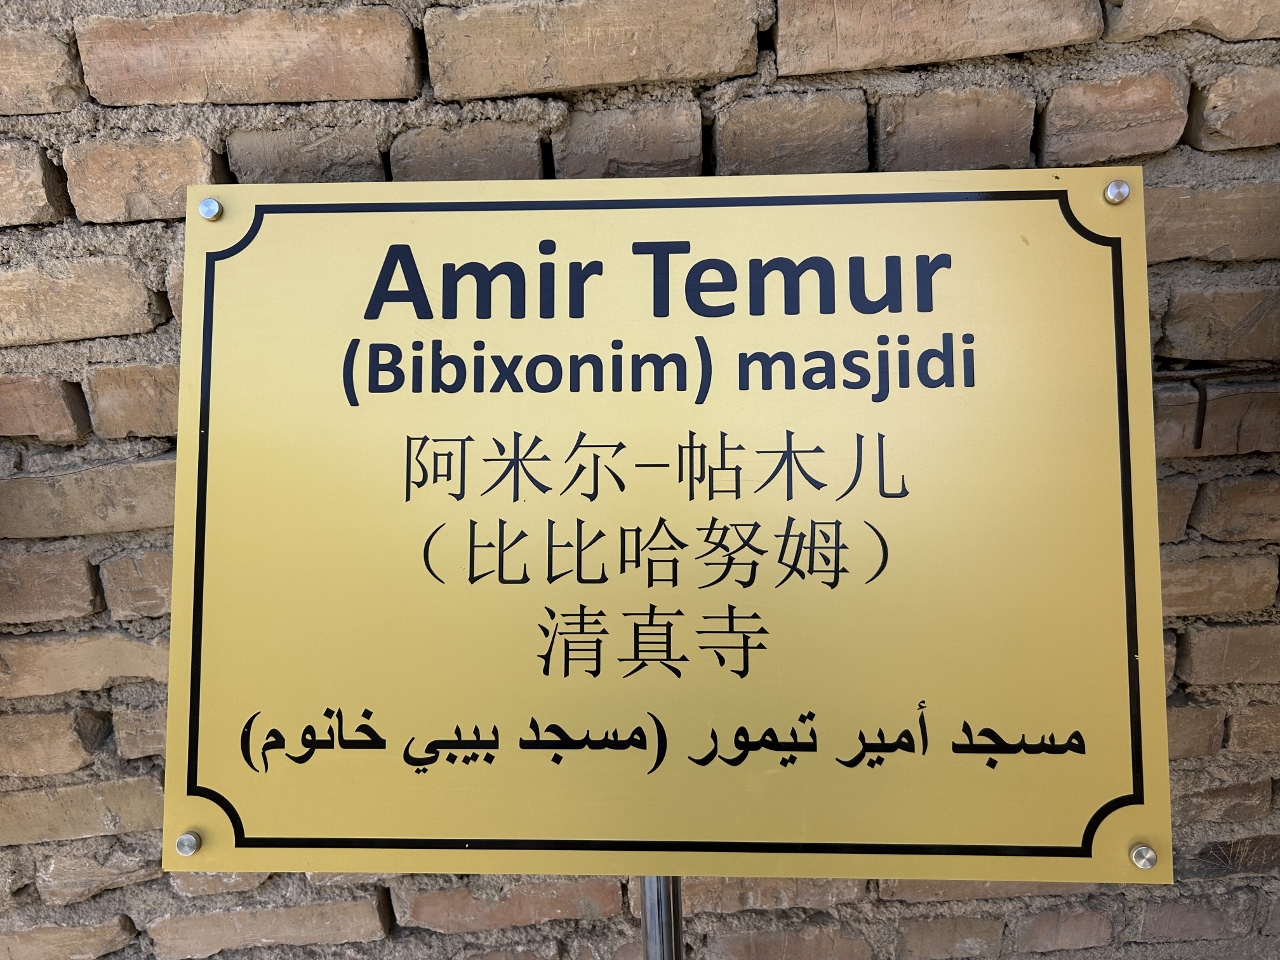 Amir Temur
(Bibixonim) masjidi
阿米尔-帖木儿
（比比哈努姆）
清真寺
مسجد أمير تيمور (مسجد بيبي خانوم)